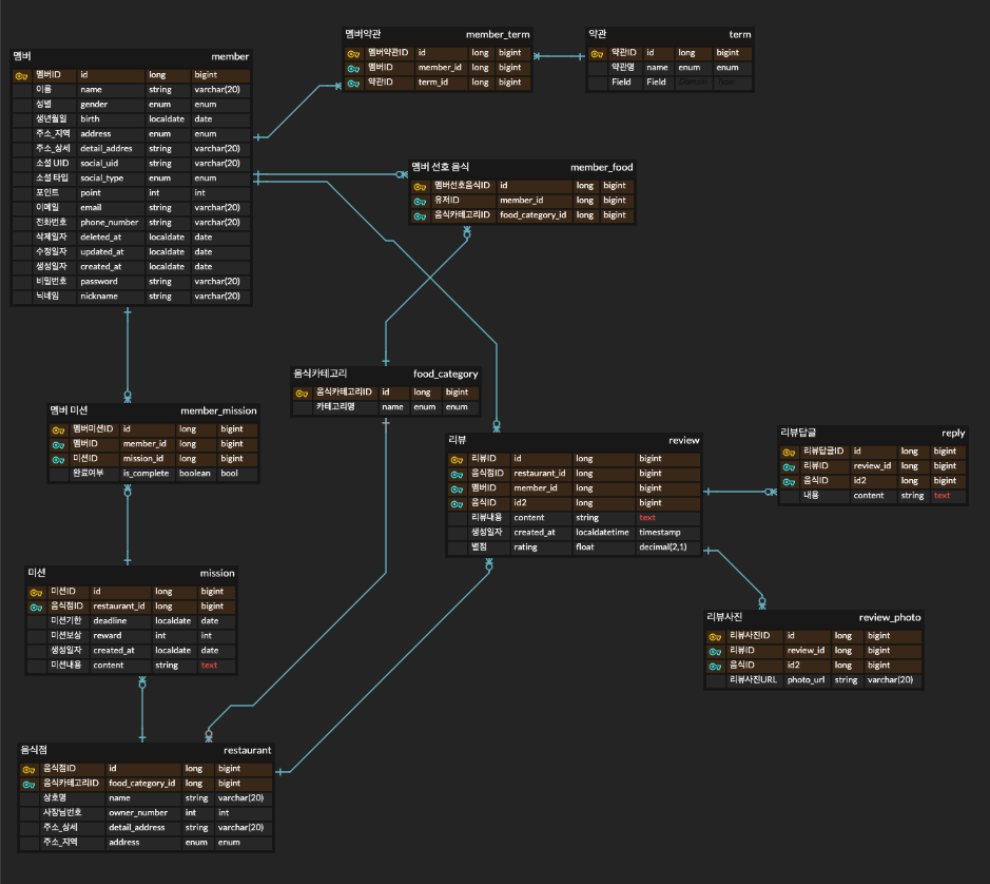 멤버 member
멤버ID id long bigint
이름 name string varchar(20)
성별 gender enum enum
생년월일 birth localdate date
주소_지역 address enum enum
주소_상세 detail_addres string varchar(20)
소셜 UID social_uid string varchar(20)
소셜 타입 social_type enum enum
포인트 point int int
이메일 email string varchar(20)
전화번호 phone_number string varchar(20)
삭제일자 deleted_at localdate date
수정일자 updated_at localdate date
생성일자 created_at localdate date
비밀번호 password string varchar(20)
닉네임 nickname string varchar(20)
멤버약관 member_term
멤버약관ID id long bigint
멤버ID member_id long bigint
약관ID term_id long bigint
약관 term
약관ID id long bigint
약관명 name enum enum
Field Field Domain Type
멤버 선호 음식 member_food
멤버선호음식ID id long bigint
유저ID member_id long bigint
음식카테고리ID food_category_id long bigint
음식카테고리 food_category
음식카테고리ID id long bigint
카테고리명 name enum enum
멤버 미션 member_mission
멤버미션ID id long bigint
멤버ID member_id long bigint
미션ID mission_id long bigint
완료여부 is_complete boolean bool
리뷰 review
리뷰ID id long bigint
음식점ID restaurant_id long bigint
멤버ID member_id long bigint
음식ID id2 long bigint
리뷰내용 content string text
생성일자 created_at localdatetime timestamp
별점 rating float decimal(2,1)
리뷰답글 reply
리뷰답글ID id long bigint
리뷰ID review_id long bigint
음식ID id2 long bigint
내용 content string text
미션 mission
미션ID id long bigint
음식점ID restaurant_id long bigint
미션기한 deadline localdate date
미션보상 reward int int
생성일자 created_at localdate date
미션내용 content string text
리뷰사진 review_photo
리뷰사진ID id long bigint
리뷰ID review_id long bigint
음식ID id2 long bigint
리뷰사진URL photo_url string varchar(20)
음식점 restaurant
음식점ID id long bigint
음식카테고리ID food_category_id long bigint
상호명 name string varchar(20)
사장님번호 owner_number int int
주소_상세 detail_address string varchar(20)
주소_지역 address enum enum